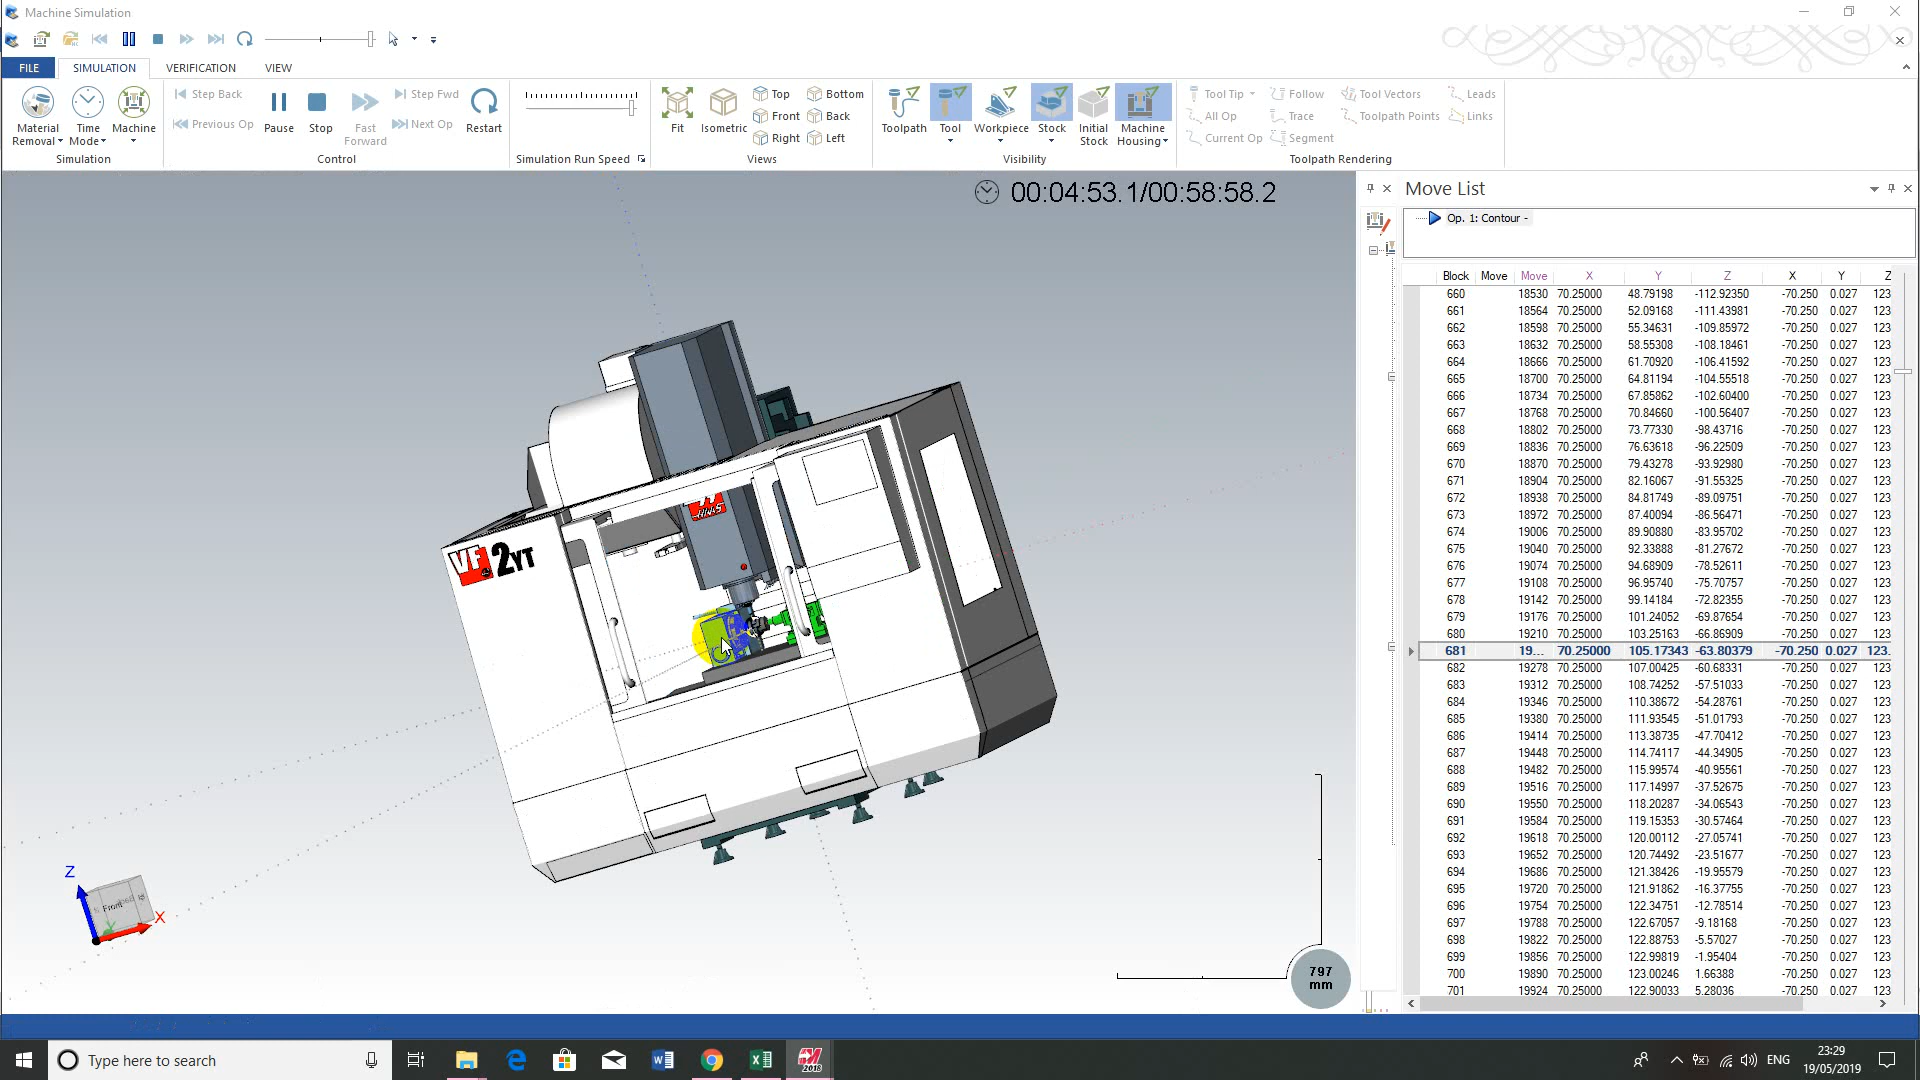 Machine Simulation
FILE SIMULATION VERIFICATION VIEW
Material Removal Time Mode Machine
Simulation
Step Back
Previous Op
Pause Stop Fast Forward
Step Fwd
Next Op
Restart
Control
Simulation Run Speed
Fit Isometric
Top Bottom
Front Back
Right Left
Views
Toolpath Tool Workpiece Stock Initial Stock Machine Housing
Visibility
Tool Tip Follow Tool Vectors Leads
All Op Trace Toolpath Points Links
Current Op Segment
Toolpath Rendering
00:04:53.1/00:58:58.2
Move List
Op. 1: Contour -
Block Move Move X Y Z X Y Z
660 18530 70.25000 48.79198 -112.92350 -70.250 0.027 123
661 18564 70.25000 52.09168 -111.43981 -70.250 0.027 123
662 18598 70.25000 55.34631 -109.85972 -70.250 0.027 123
663 18632 70.25000 58.55308 -108.18461 -70.250 0.027 123
664 18666 70.25000 61.70920 -106.41592 -70.250 0.027 123
665 18700 70.25000 64.81194 -104.55518 -70.250 0.027 123
666 18734 70.25000 67.85862 -102.60400 -70.250 0.027 123
667 18768 70.25000 70.84660 -100.56407 -70.250 0.027 123
668 18802 70.25000 73.77330 -98.43716 -70.250 0.027 123
669 18836 70.25000 76.63618 -96.22509 -70.250 0.027 123
670 18870 70.25000 79.43278 -93.92980 -70.250 0.027 123
671 18904 70.25000 82.16067 -91.55325 -70.250 0.027 123
672 18938 70.25000 84.81749 -89.09751 -70.250 0.027 123
673 18972 70.25000 87.40094 -86.56471 -70.250 0.027 123
674 19006 70.25000 89.90880 -83.95702 -70.250 0.027 123
675 19040 70.25000 92.33888 -81.27672 -70.250 0.027 123
676 19074 70.25000 94.68909 -78.52611 -70.250 0.027 123
677 19108 70.25000 96.95740 -75.70757 -70.250 0.027 123
678 19142 70.25000 99.14184 -72.82355 -70.250 0.027 123
679 19176 70.25000 101.24052 -69.87654 -70.250 0.027 123
680 19210 70.25000 103.25163 -66.86909 -70.250 0.027 123
681 19... 70.25000 105.17343 -63.80379 -70.250 0.027 123.
682 19278 70.25000 107.00425 -60.68331 -70.250 0.027 123
683 19312 70.25000 108.74252 -57.51033 -70.250 0.027 123
684 19346 70.25000 110.38672 -54.28761 -70.250 0.027 123
685 19380 70.25000 111.93545 -51.01793 -70.250 0.027 123
686 19414 70.25000 113.38735 -47.70412 -70.250 0.027 123
687 19448 70.25000 114.74117 -44.34905 -70.250 0.027 123
688 19482 70.25000 115.99574 -40.95561 -70.250 0.027 123
689 19516 70.25000 117.14997 -37.52675 -70.250 0.027 123
690 19550 70.25000 118.20287 -34.06543 -70.250 0.027 123
691 19584 70.25000 119.15353 -30.57464 -70.250 0.027 123
692 19618 70.25000 120.00112 -27.05741 -70.250 0.027 123
693 19652 70.25000 120.74492 -23.51677 -70.250 0.027 123
694 19686 70.25000 121.38426 -19.95579 -70.250 0.027 123
695 19720 70.25000 121.91862 -16.37755 -70.250 0.027 123
696 19754 70.25000 122.34751 -12.78514 -70.250 0.027 123
697 19788 70.25000 122.67057 -9.18168 -70.250 0.027 123
698 19822 70.25000 122.88753 -5.57027 -70.250 0.027 123
699 19856 70.25000 122.99819 -1.95404 -70.250 0.027 123
700 19890 70.25000 123.00246 1.66388 -70.250 0.027 123
701 19924 70.25000 122.90033 5.28036 -70.250 0.027 123
VF 2YT
Z
Front
Y
X
797
mm
Type here to search
2018
ENG
23:29
19/05/2019